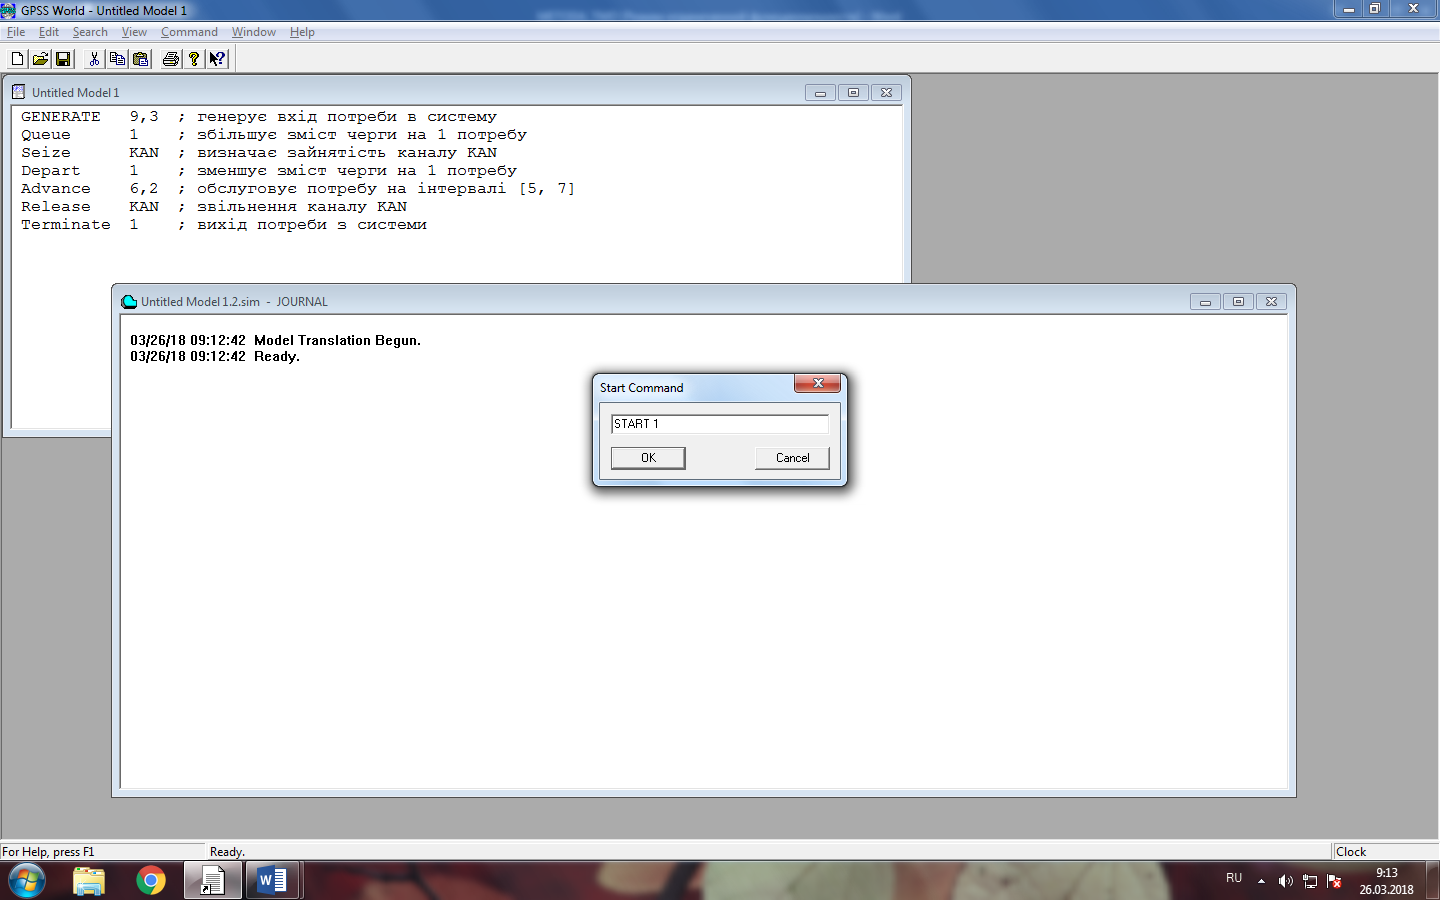 GPSS World - Untitled Model 1
File Edit Search View Command Window Help
Untitled Model 1
GENERATE 9,3 ; генерує вхід потреби в систему
Queue 1 ; збільшує зміст черги на 1 потребу
Seize KAN ; визначає зайнятість каналу KAN
Depart 1 ; зменшує зміст черги на 1 потребу
Advance 6,2 ; обслуговує потребу на інтервалі [5, 7]
Release KAN ; звільнення каналу KAN
Terminate 1 ; вихід потреби з системи
Untitled Model 1.2.sim - JOURNAL
03/26/18 09:12:42 Model Translation Begun.
03/26/18 09:12:42 Ready.
Start Command
START 1
OK Cancel
For Help, press F1 Ready. Clock
RU 9:13
26.03.2018